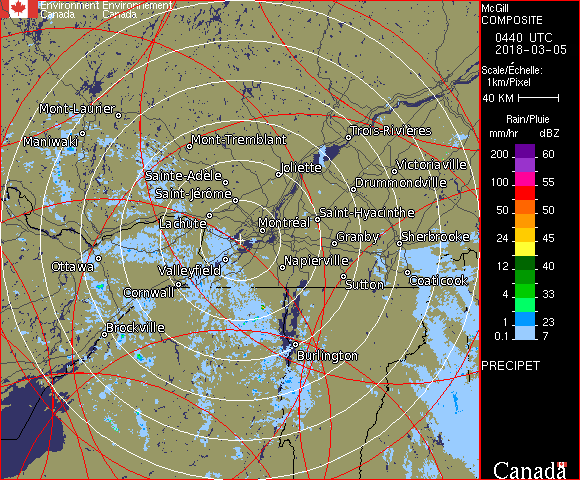 Environment Environnement
Canada Canada
Mont-Laurier
Maniwaki
Mont-Tremblant
Trois-Rivières
Sainte-Adèle
Joliette
Victoriaville
Saint-Jérôme
Drummondville
Lachute
Saint-Hyacinthe
Montréal
Granby
Sherbrooke
Ottawa
Valleyfield
Napierville
Cornwall
Sutton
Coaticook
Brockville
Burlington
McGill
COMPOSITE
0440 UTC
2018-03-05
Scale/Échelle:
1km/Pixel
40 KM
Rain/Pluie
mm/hr dBZ
200 60
100 55
50 50
24 45
12 40
4 33
1 23
0.1 7
PRECIPET
Canada